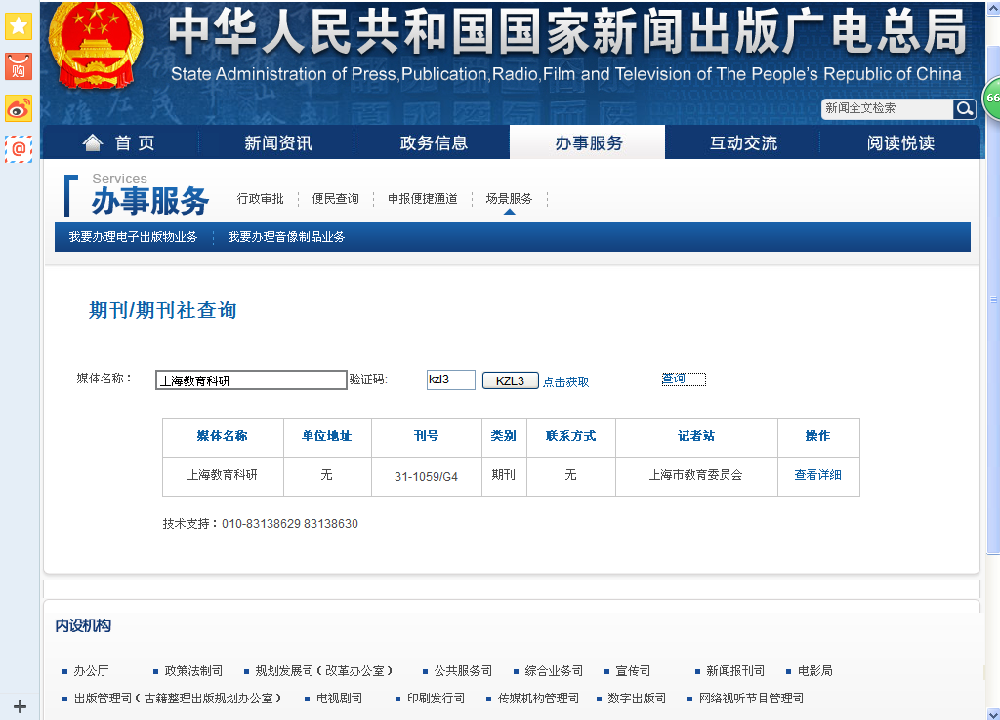 中华人民共和国国家新闻出版广电总局
State Administration of Press,Publication,Radio,Film and Television of The People's Republic of China
新闻全文检索
66
购
@
首 页 新闻资讯 政务信息 办事服务 互动交流 阅读悦读
Services
办事服务 行政审批 便民查询 申报便捷通道 场景服务
我要办理电子出版物业务 我要办理音像制品业务
期刊/期刊社查询
媒体名称： 上海教育科研 验证码: kzl3 KZL3 点击获取 查询
媒体名称 单位地址 刊号 类别 联系方式 记者站 操作
上海教育科研 无 31-1059/G4 期刊 无 上海市教育委员会 查看详细
技术支持：010-83138629 83138630
内设机构
办公厅 政策法制司 规划发展司（改革办公室） 公共服务司 综合业务司 宣传司 新闻报刊司 电影局
出版管理司（古籍整理出版规划办公室） 电视剧司 印刷发行司 传媒机构管理司 数字出版司 网络视听节目管理司